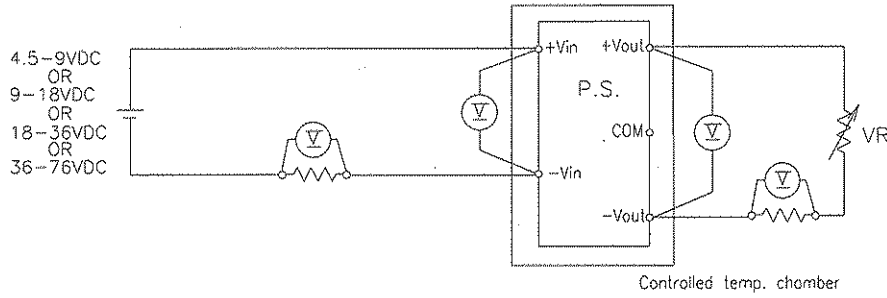 4.5-9VDC
OR
9-18VDC
OR
18-36VDC
OR
36-76VDC
V
V
+Vin
-Vin
P.S.
+Vout
COM
-Vout
V
V
VR
Controlled temp. chamber